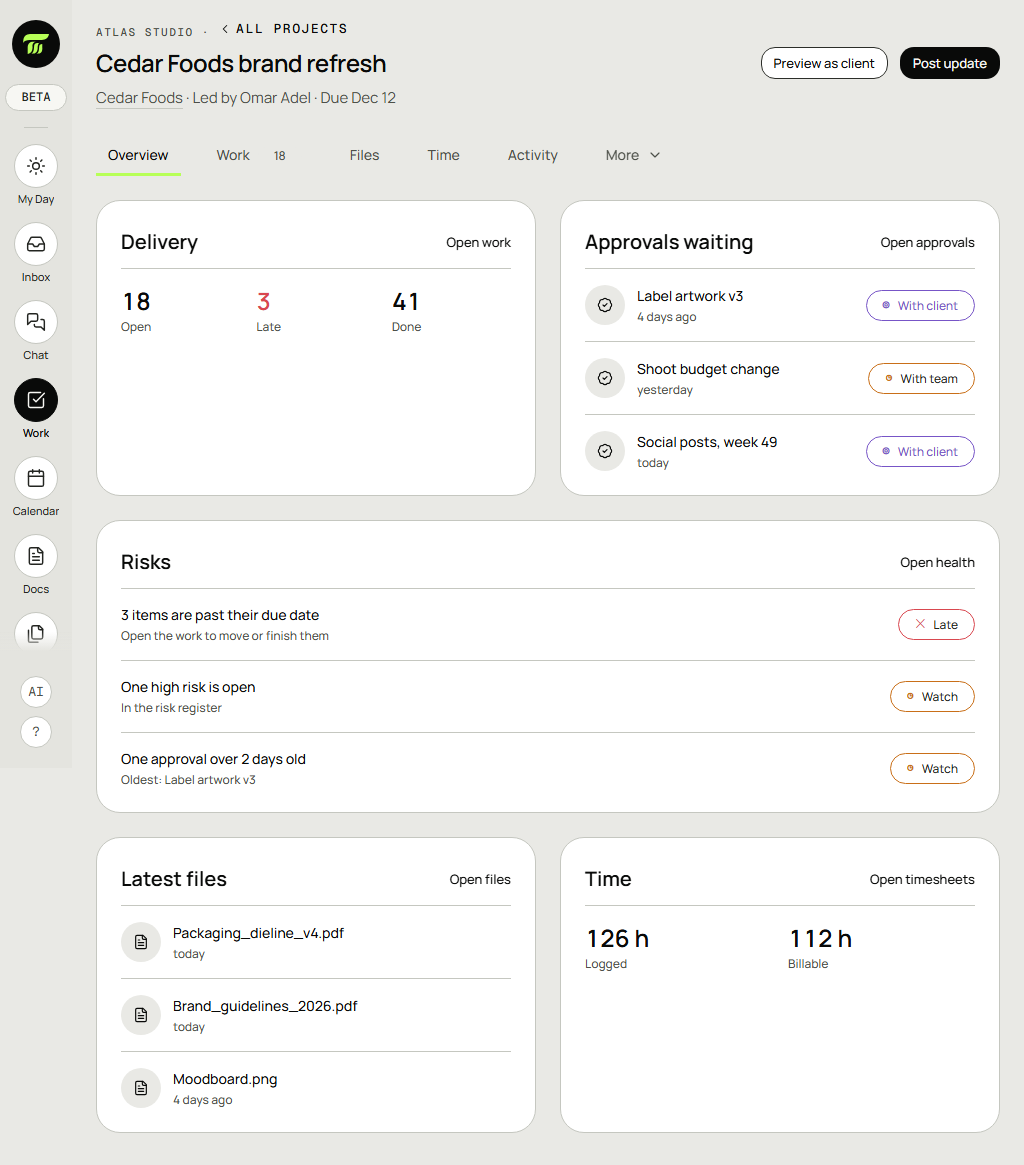 BETA
My Day
Inbox
Chat
Work
Calendar
Docs
AI
?
ATLAS STUDIO · ALL PROJECTS
Cedar Foods brand refresh
Cedar Foods · Led by Omar Adel · Due Dec 12
Preview as client
Post update
Overview
Work 18
Files
Time
Activity
More
Delivery
Open work
18
Open
3
Late
41
Done
Approvals waiting
Open approvals
Label artwork v3
4 days ago
With client
Shoot budget change
yesterday
With team
Social posts, week 49
today
With client
Risks
Open health
3 items are past their due date
Open the work to move or finish them
Late
One high risk is open
In the risk register
Watch
One approval over 2 days old
Oldest: Label artwork v3
Watch
Latest files
Open files
Packaging_dieline_v4.pdf
today
Brand_guidelines_2026.pdf
today
Moodboard.png
4 days ago
Time
Open timesheets
126 h
Logged
112 h
Billable